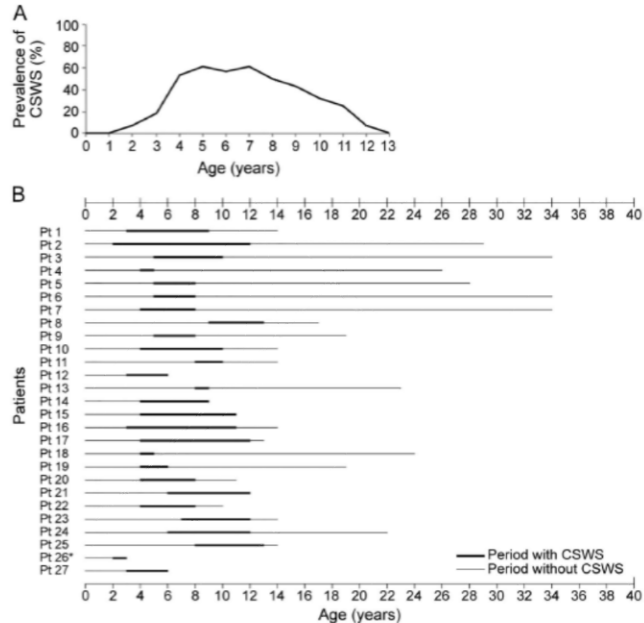 A
Prevalence of
CSWS (%)
100
80
60
40
20
0
0 1 2 3 4 5 6 7 8 9 10 11 12 13
Age (years)
B
0 2 4 6 8 10 12 14 16 18 20 22 24 26 28 30 32 34 36 38 40
Patients
Pt 1
Pt 2
Pt 3
Pt 4
Pt 5
Pt 6
Pt 7
Pt 8
Pt 9
Pt 10
Pt 11
Pt 12
Pt 13
Pt 14
Pt 15
Pt 16
Pt 17
Pt 18
Pt 19
Pt 20
Pt 21
Pt 22
Pt 23
Pt 24
Pt 25
Pt 26*
Pt 27
Period with CSWS
Period without CSWS
0 2 4 6 8 10 12 14 16 18 20 22 24 26 28 30 32 34 36 38 40
Age (years)